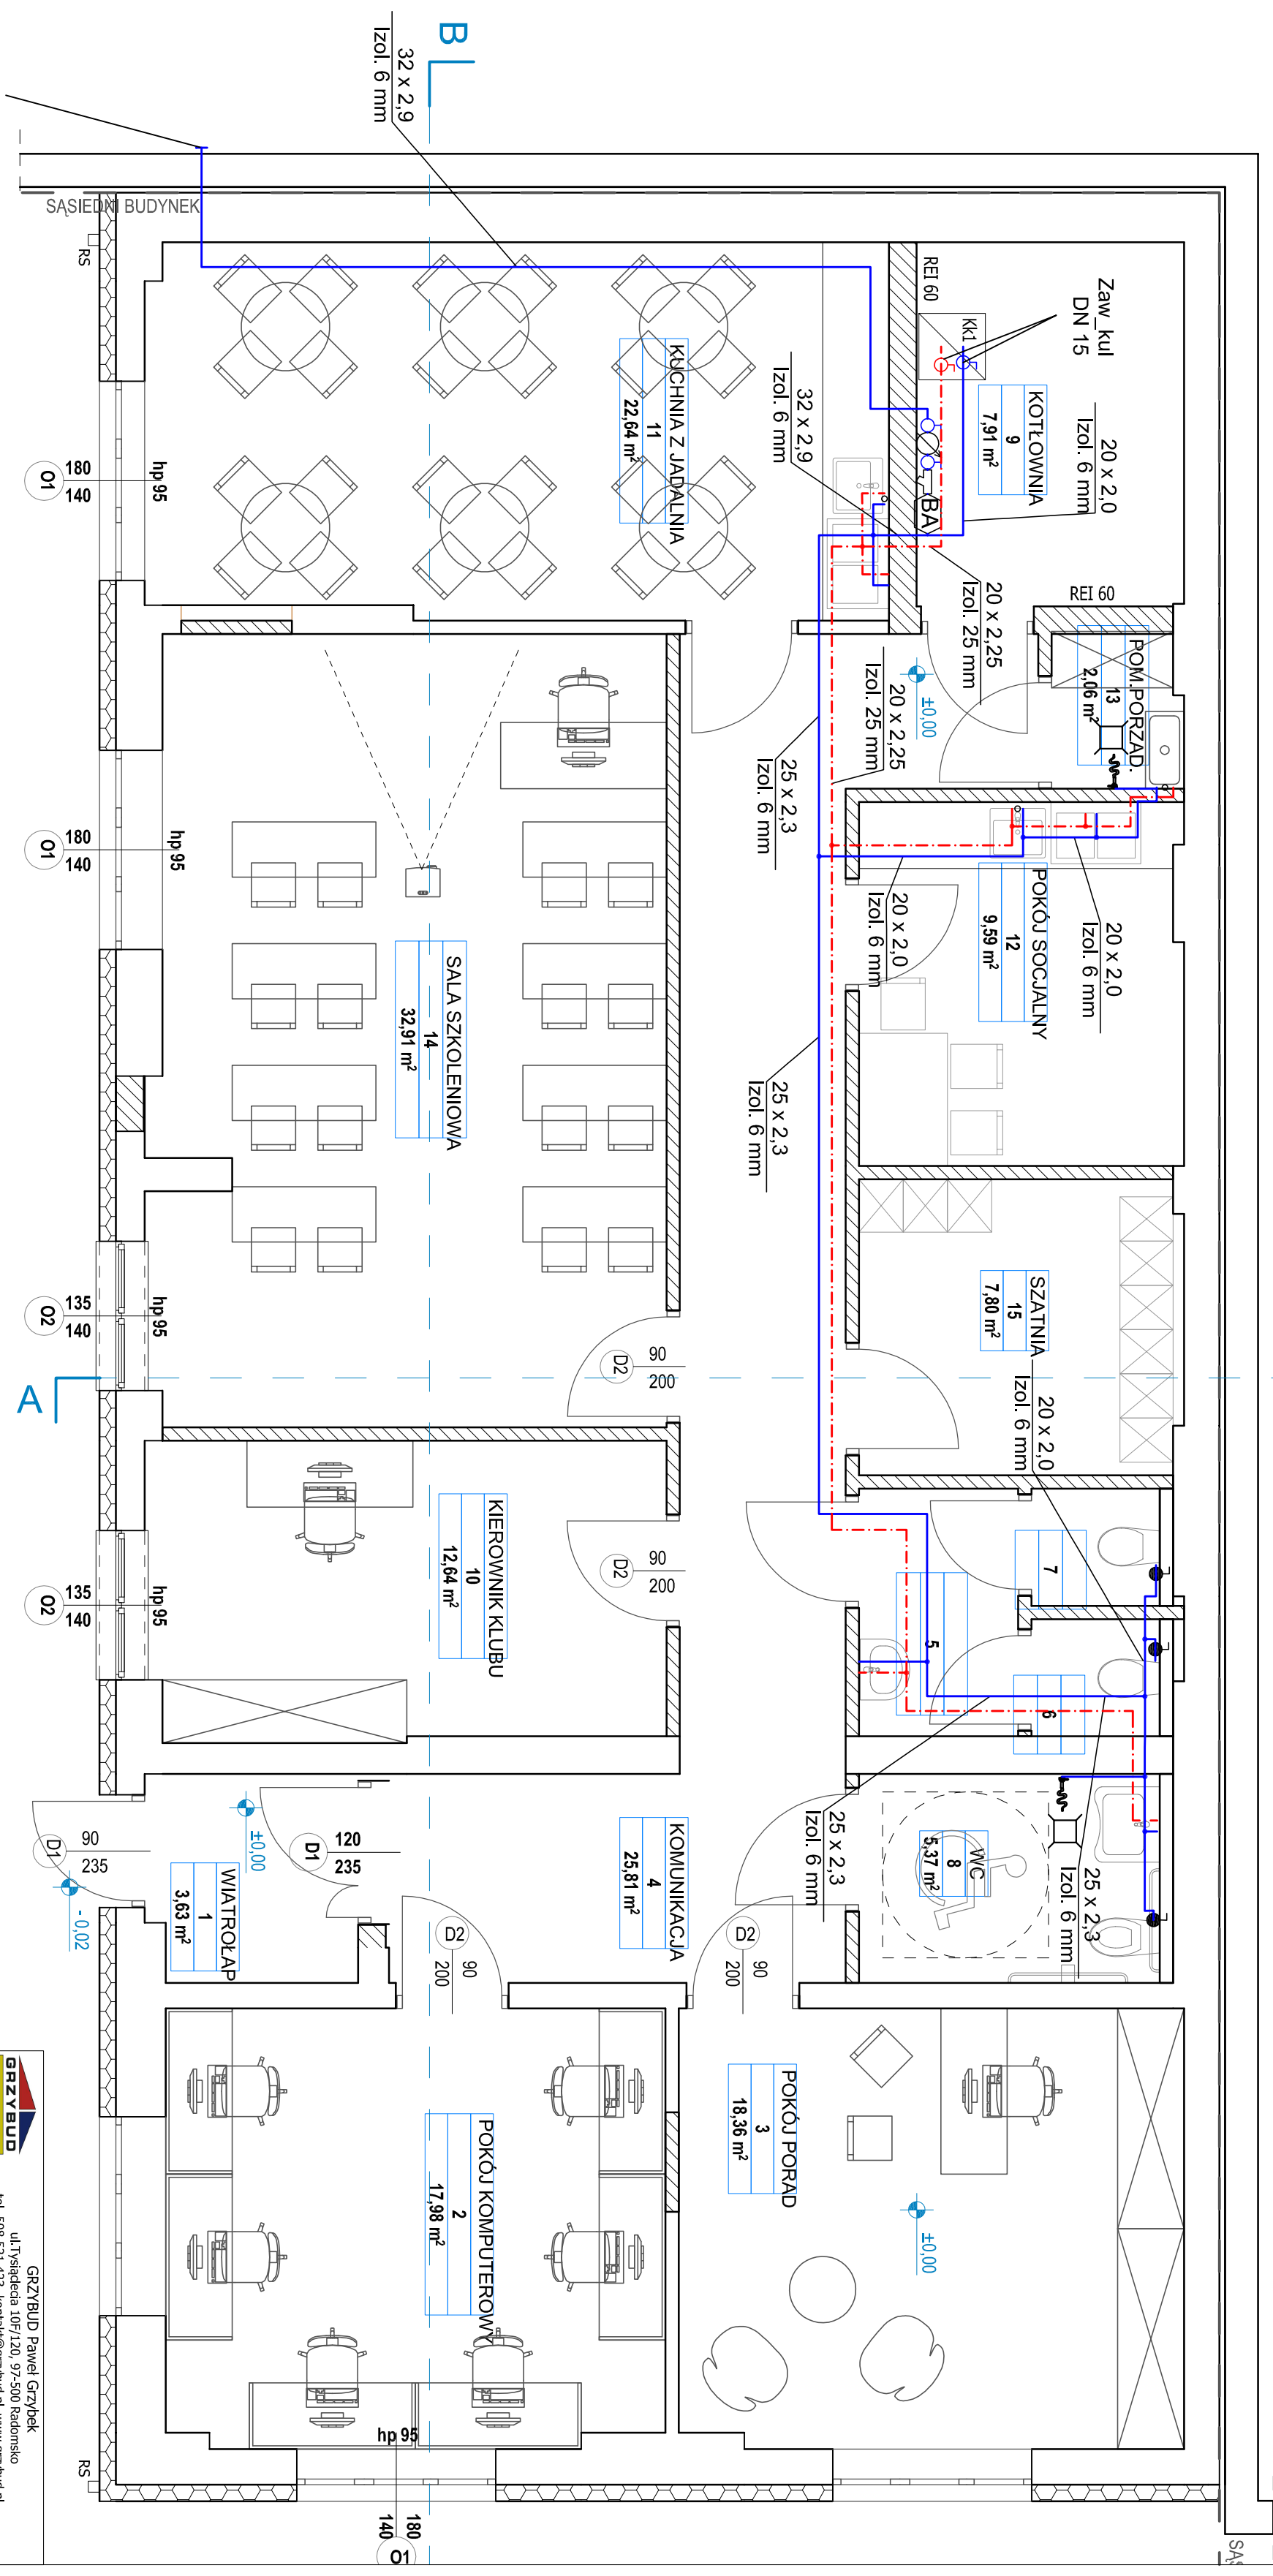 B
32 x 2,9
Izol. 6 mm
SĄSIEDNI BUDYNEK
RS
REI 60
Kk1
Zaw_kul
DN 15
KOTŁOWNIA
9
7,91 m²
20 x 2,0
Izol. 6 mm
KUCHNIA Z JADALNIA
11
22,64 m²
32 x 2,9
Izol. 6 mm
BA
180
140
O1
hp 95
20 x 2,25
Izol. 25 mm
REI 60
POM.PORZAD.
13
2,06 m²
±0,00
20 x 2,25
Izol. 25 mm
25 x 2,3
Izol. 6 mm
180
140
O1
hp 95
20 x 2,0
Izol. 6 mm
POKÓJ SOCJALNY
12
9,59 m²
20 x 2,0
Izol. 6 mm
SALA SZKOLENIOWA
14
32,91 m²
25 x 2,3
Izol. 6 mm
SZATNIA
15
7,80 m²
135
140
O2
hp 95
D2
90
200
A
20 x 2,0
Izol. 6 mm
KIEROWNIK KLUBU
10
12,64 m²
D2
90
200
7
5
6
135
140
O2
hp 95
25 x 2,3
Izol. 6 mm
WC
8
5,37 m²
25 x 2,3
Izol. 6 mm
±0,00
D1
120
235
D1
90
235
- 0,02
WIATROŁAP
1
3,63 m²
KOMUNIKACJA
4
25,81 m²
D2
90
200
D2
90
200
POKÓJ PORAD
3
18,36 m²
±0,00
POKÓJ KOMPUTEROWY
2
17,98 m²
hp 95
180
140
O1
RS
GRZYBUD
GRZYBUD Paweł Grzybek
ul.Tysiąclecia 10F/120, 97-500 Radomsko